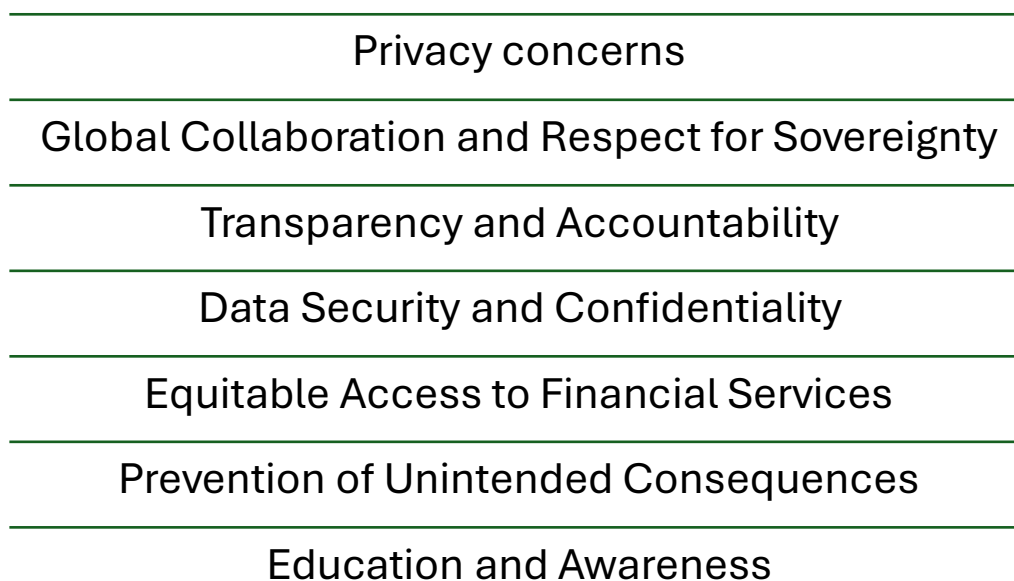 Privacy concerns
Global Collaboration and Respect for Sovereignty
Transparency and Accountability
Data Security and Confidentiality
Equitable Access to Financial Services
Prevention of Unintended Consequences
Education and Awareness